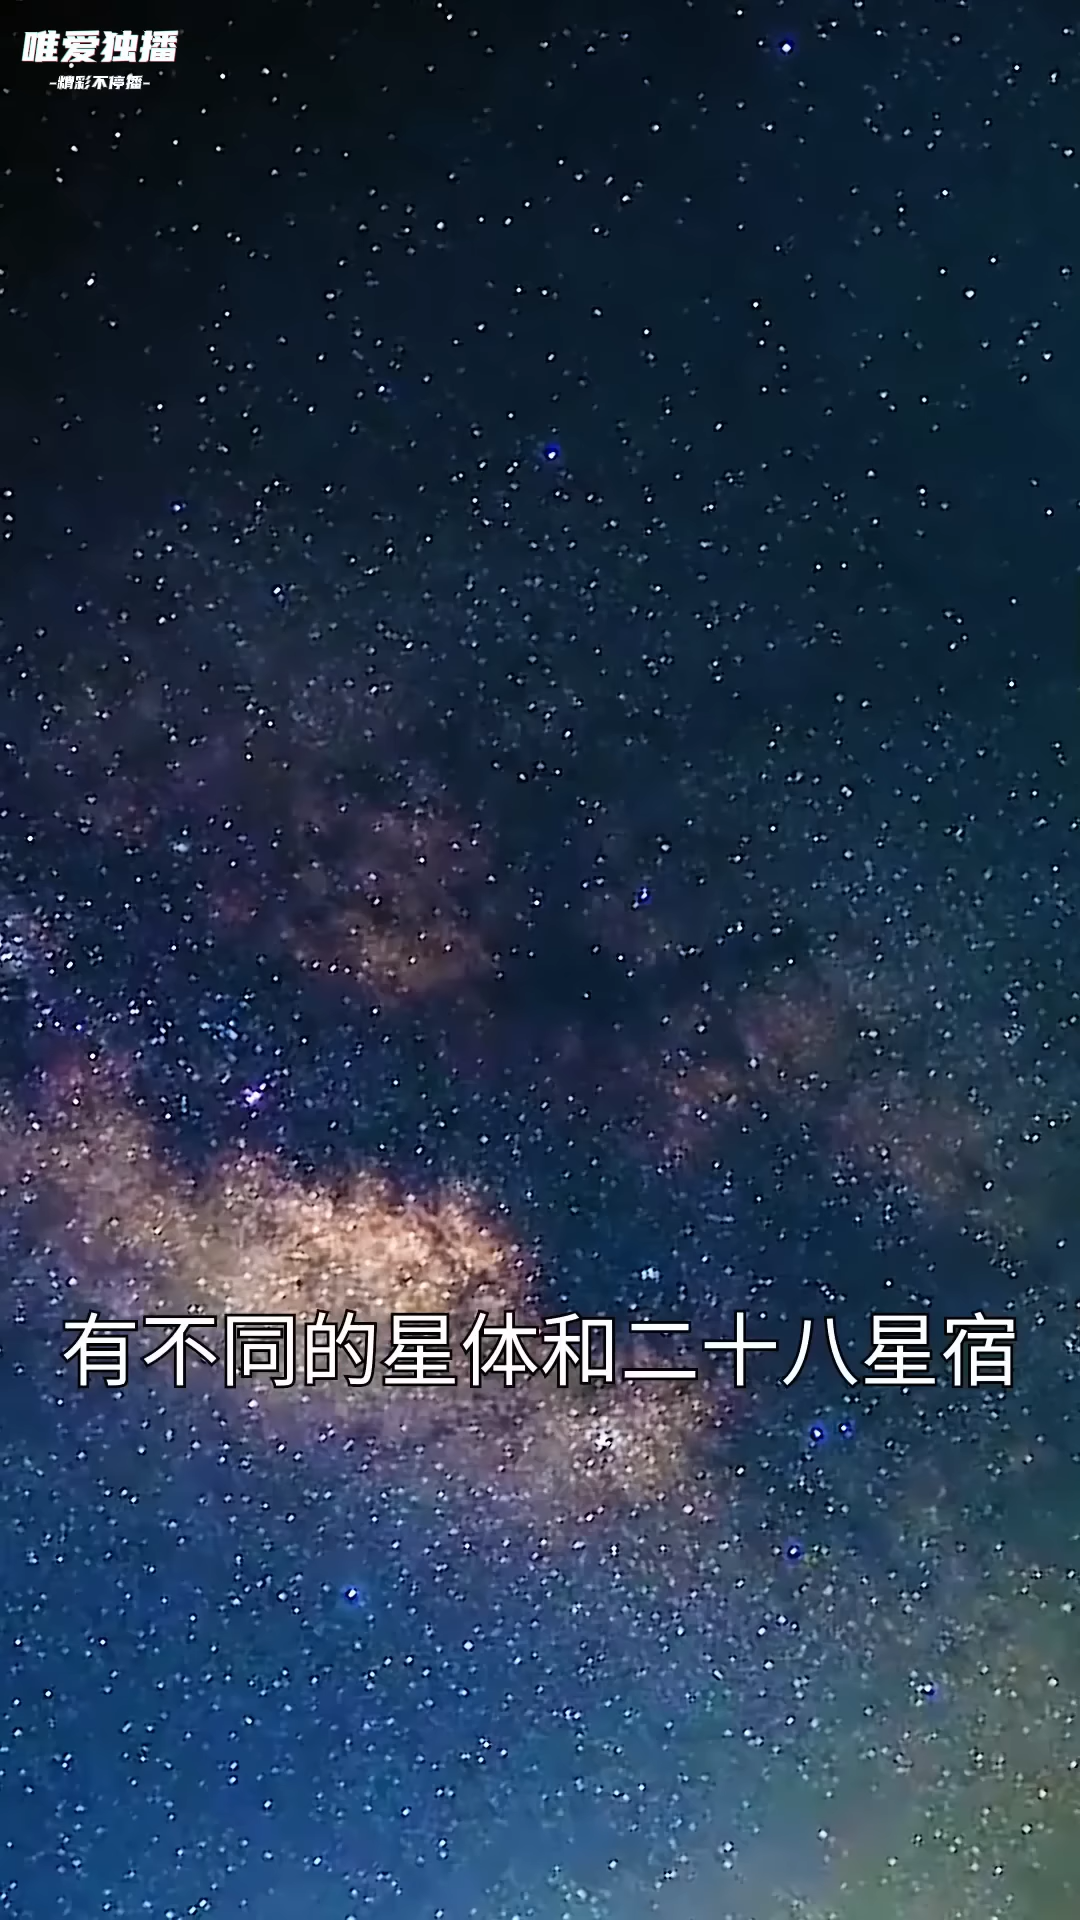 唯爱独播
-精彩不停播-
有不同的星体和二十八星宿